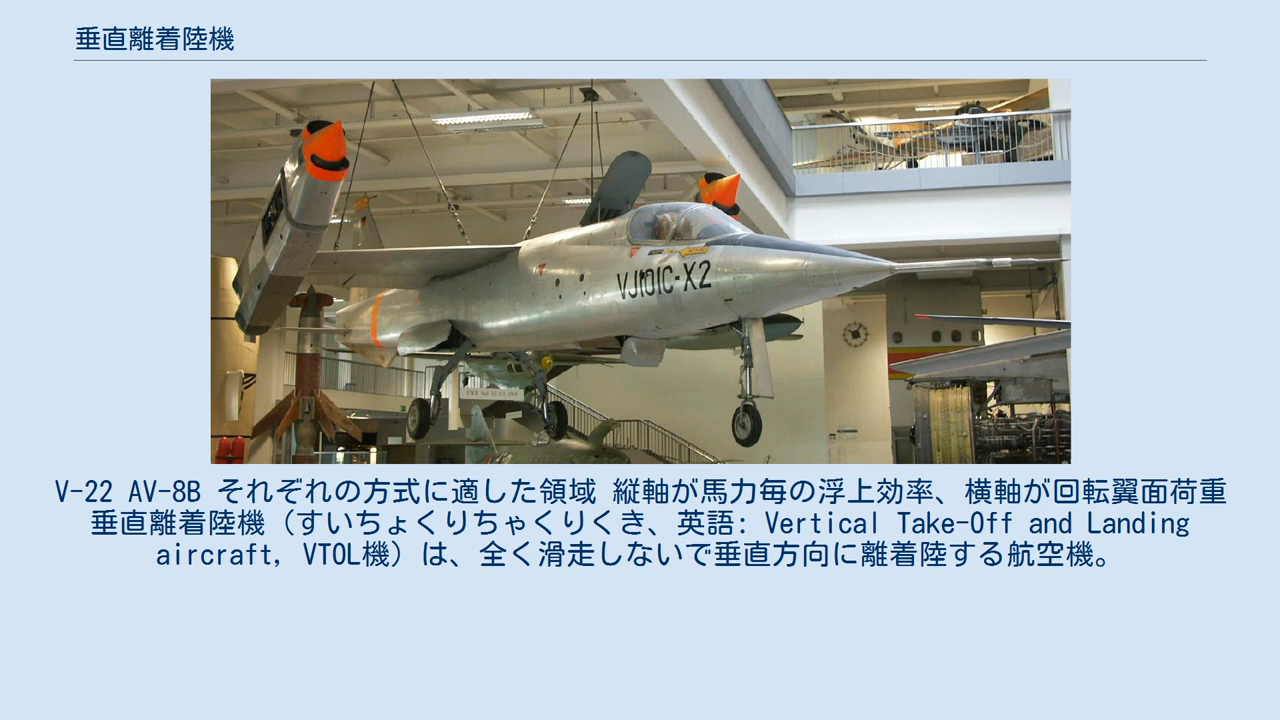 垂直離着陸機
VJ101C-X2
V-22 AV-8B それぞれの方式に適した領域 縦軸が馬力毎の浮上効率、横軸が回転翼面荷重
垂直離着陸機（すいちょくりちゃくりくき、英語: Vertical Take-Off and Landing
aircraft, VTOL機）は、全く滑走しないで垂直方向に離着陸する航空機。